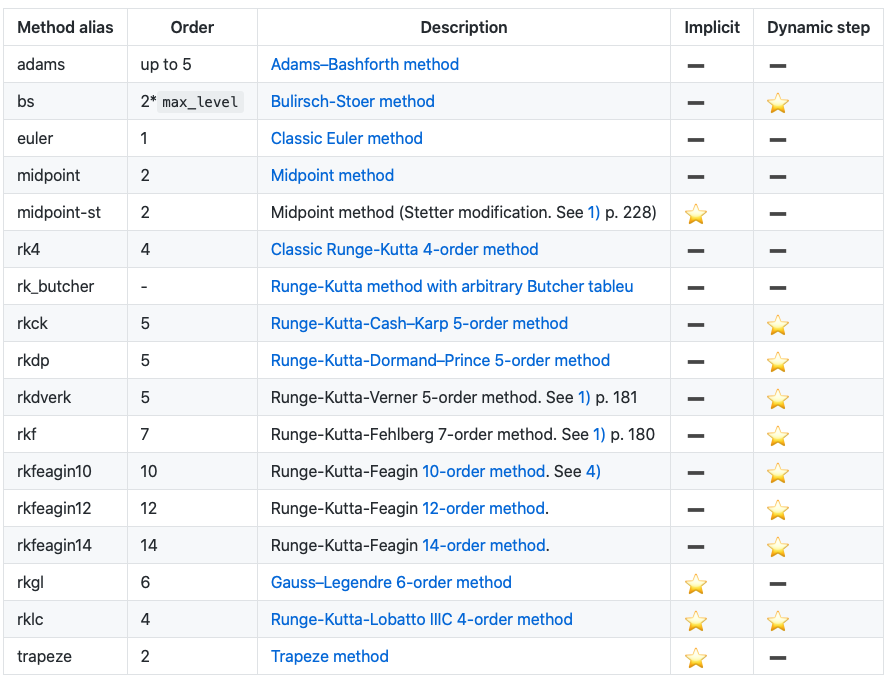 Method alias Order Description Implicit Dynamic step
adams up to 5 Adams–Bashforth method
bs 2* max_level Bulirsch-Stoer method
euler 1 Classic Euler method
midpoint 2 Midpoint method
midpoint-st 2 Midpoint method (Stetter modification. See 1) p. 228)
rk4 4 Classic Runge-Kutta 4-order method
rk_butcher - Runge-Kutta method with arbitrary Butcher tableu
rkck 5 Runge-Kutta-Cash–Karp 5-order method
rkdp 5 Runge-Kutta-Dormand–Prince 5-order method
rkdverk 5 Runge-Kutta-Verner 5-order method. See 1) p. 181
rkf 7 Runge-Kutta-Fehlberg 7-order method. See 1) p. 180
rkfeagin10 10 Runge-Kutta-Feagin 10-order method. See 4)
rkfeagin12 12 Runge-Kutta-Feagin 12-order method.
rkfeagin14 14 Runge-Kutta-Feagin 14-order method.
rkgl 6 Gauss–Legendre 6-order method
rklc 4 Runge-Kutta-Lobatto IIIC 4-order method
trapeze 2 Trapeze method